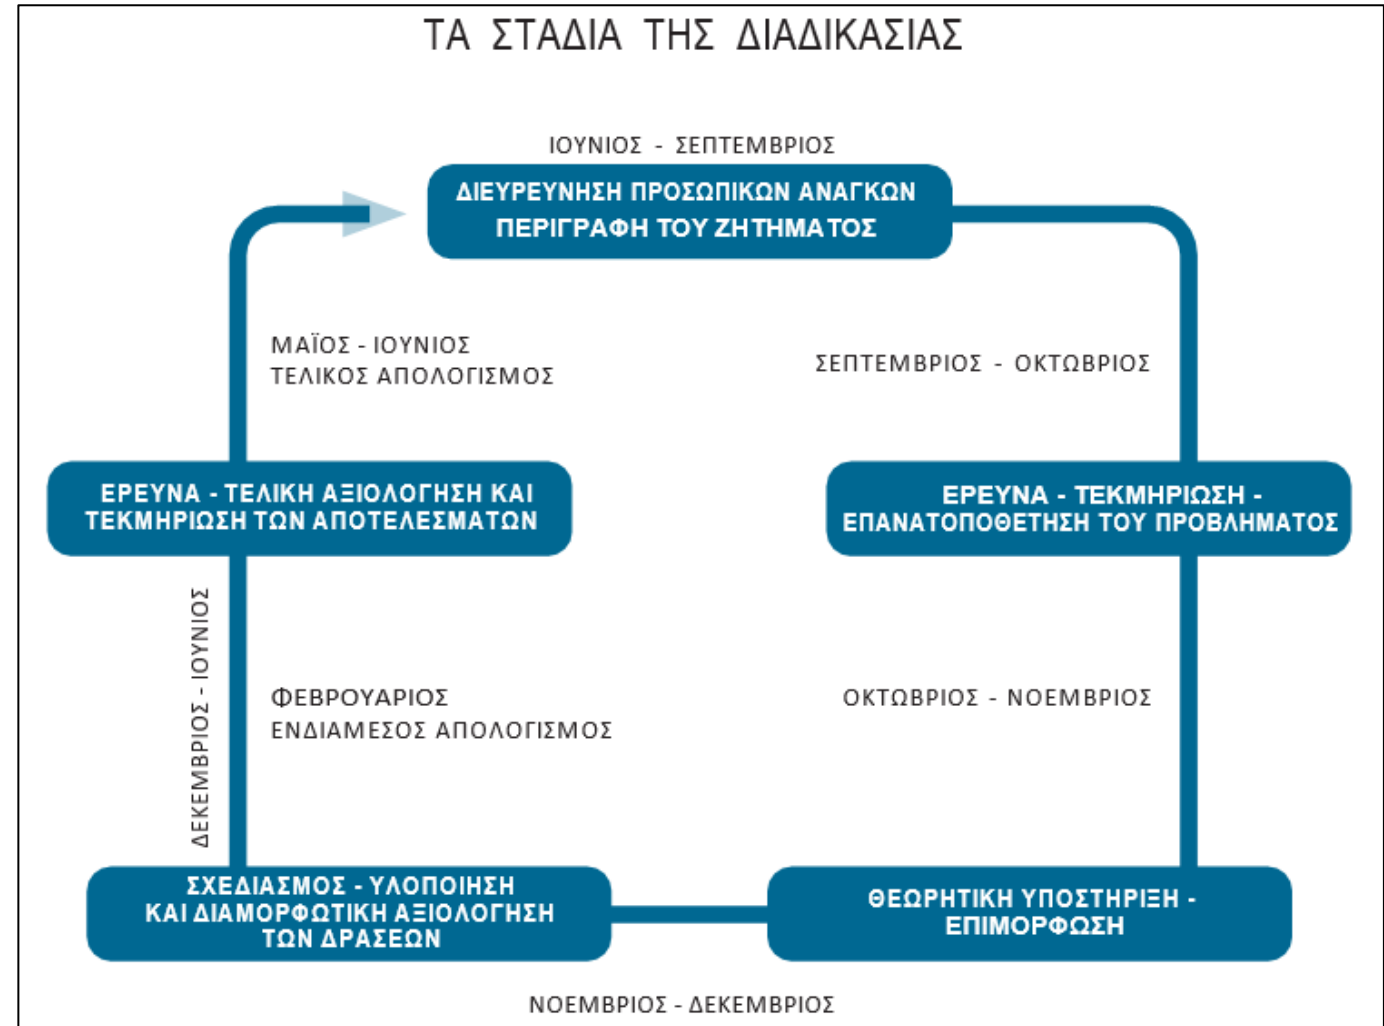 ΤΑ ΣΤΑΔΙΑ ΤΗΣ ΔΙΑΔΙΚΑΣΙΑΣ
ΙΟΥΝΙΟΣ - ΣΕΠΤΕΜΒΡΙΟΣ
ΔΙΕΥΡΕΥΝΗΣΗ ΠΡΟΣΩΠΙΚΩΝ ΑΝΑΓΚΩΝ
ΠΕΡΙΓΡΑΦΗ ΤΟΥ ΖΗΤΗΜΑΤΟΣ
ΣΕΠΤΕΜΒΡΙΟΣ - ΟΚΤΩΒΡΙΟΣ
ΕΡΕΥΝΑ - ΤΕΚΜΗΡΙΩΣΗ -
ΕΠΑΝΑΤΟΠΟΘΕΤΗΣΗ ΤΟΥ ΠΡΟΒΛΗΜΑΤΟΣ
ΟΚΤΩΒΡΙΟΣ - ΝΟΕΜΒΡΙΟΣ
ΘΕΩΡΗΤΙΚΗ ΥΠΟΣΤΗΡΙΞΗ -
ΕΠΙΜΟΡΦΩΣΗ
ΝΟΕΜΒΡΙΟΣ - ΔΕΚΕΜΒΡΙΟΣ
ΣΧΕΔΙΑΣΜΟΣ - ΥΛΟΠΟΙΗΣΗ
ΚΑΙ ΔΙΑΜΟΡΦΩΤΙΚΗ ΑΞΙΟΛΟΓΗΣΗ
ΤΩΝ ΔΡΑΣΕΩΝ
ΔΕΚΕΜΒΡΙΟΣ - ΙΟΥΝΙΟΣ
ΦΕΒΡΟΥΑΡΙΟΣ
ΕΝΔΙΑΜΕΣΟΣ ΑΠΟΛΟΓΙΣΜΟΣ
ΕΡΕΥΝΑ - ΤΕΛΙΚΗ ΑΞΙΟΛΟΓΗΣΗ ΚΑΙ
ΤΕΚΜΗΡΙΩΣΗ ΤΩΝ ΑΠΟΤΕΛΕΣΜΑΤΩΝ
ΜΑΪΟΣ - ΙΟΥΝΙΟΣ
ΤΕΛΙΚΟΣ ΑΠΟΛΟΓΙΣΜΟΣ